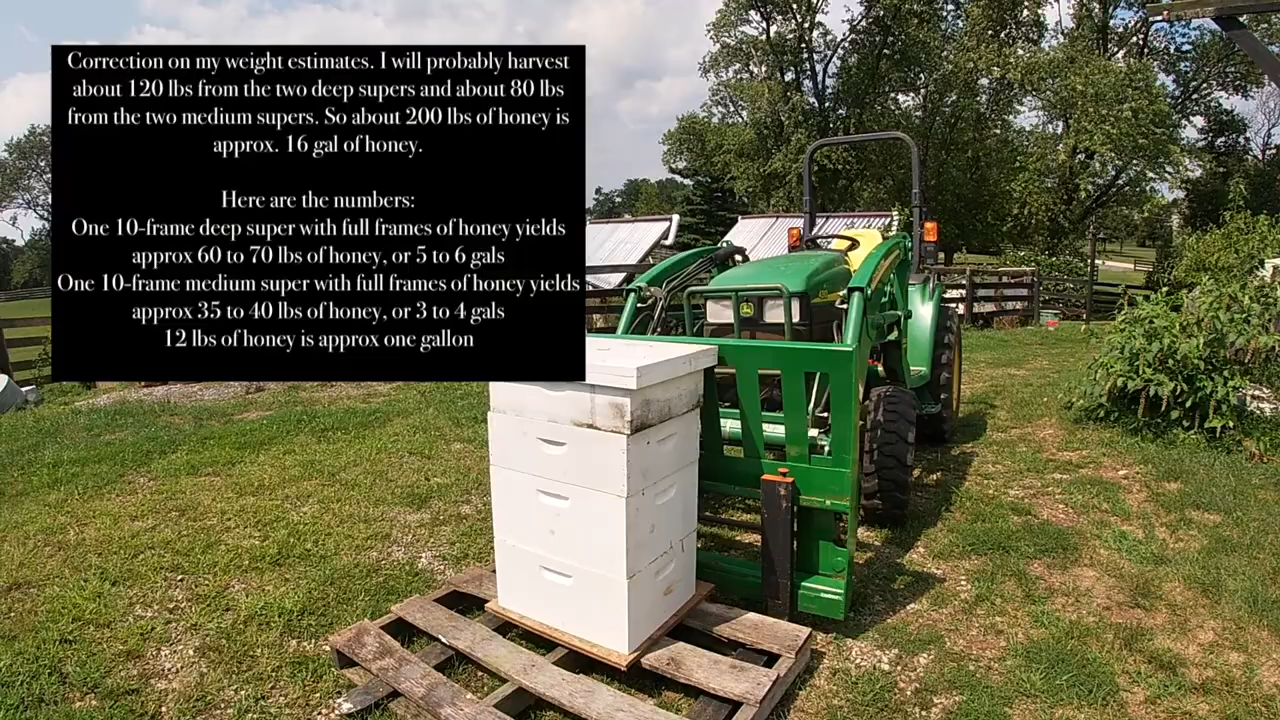 Correction on my weight estimates. I will probably harvest
about 120 lbs from the two deep supers and about 80 lbs
from the two medium supers. So about 200 lbs of honey is
approx. 16 gal of honey.
Here are the numbers:
One 10-frame deep super with full frames of honey yields
approx 60 to 70 lbs of honey, or 5 to 6 gals
One 10-frame medium super with full frames of honey yields
approx 35 to 40 lbs of honey, or 3 to 4 gals
12 lbs of honey is approx one gallon